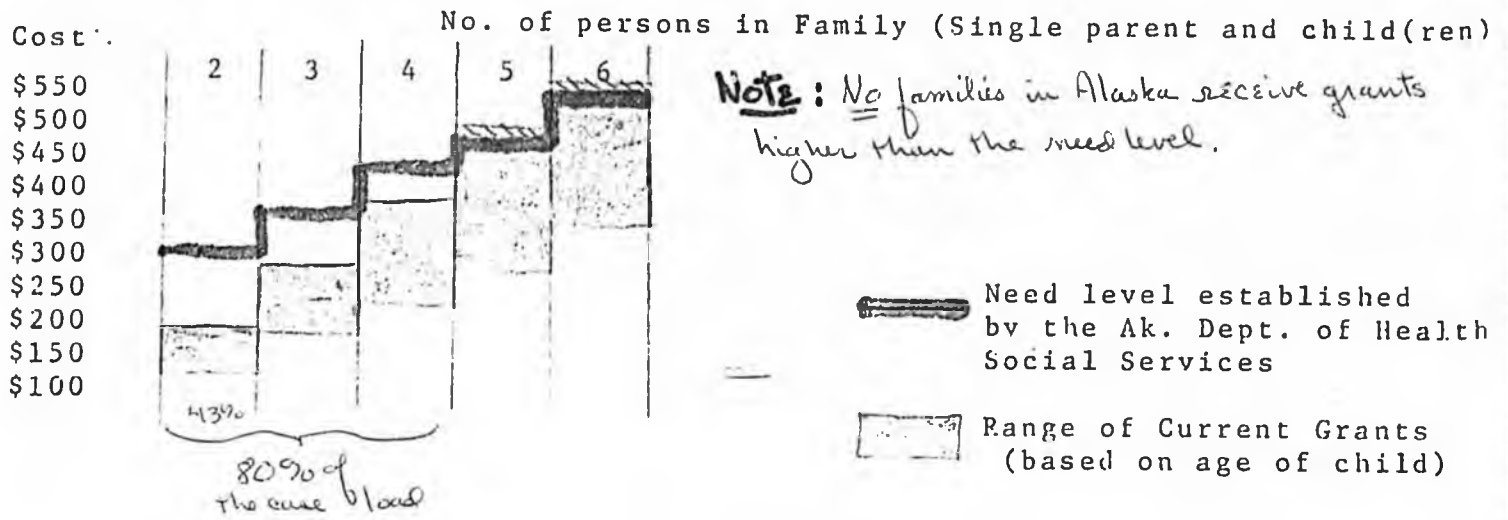 No. of persons in Family (Single parent and child(ren)
Cost
2 3 4 5 6
$550
$500
$450
$400
$350
$300
$250
$200
$150
$100
Note: No families in Alaska receive grants
higher than the need level.
Need level established
by the Ak. Dept. of Health
Social Services
Range of Current Grants
(based on age of child)
43%
80% of
the case load